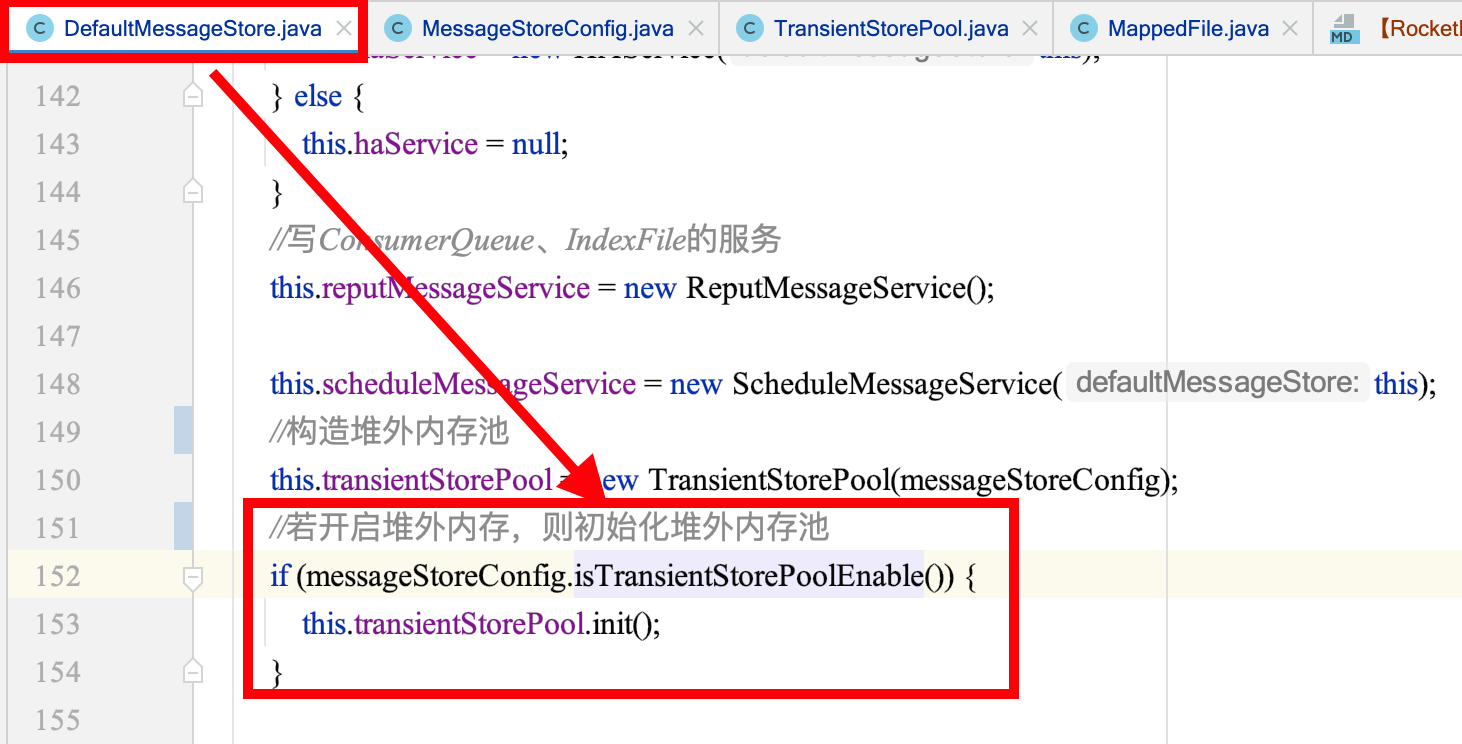 DefaultMessageStore.java MessageStoreConfig.java TransientStorePool.java MappedFile.java MD 【Rocket
142 } else {
143 this.haService = null;
144 }
145 //写ConsumerQueue、IndexFile的服务
146 this.reputMessageService = new ReputMessageService();
147
148 this.scheduleMessageService = new ScheduleMessageService( defaultMessageStore: this);
149 //构造堆外内存池
150 this.transientStorePool = new TransientStorePool(messageStoreConfig);
151 //若开启堆外内存，则初始化堆外内存池
152 if (messageStoreConfig.isTransientStorePoolEnable()) {
153 this.transientStorePool.init();
154 }
155